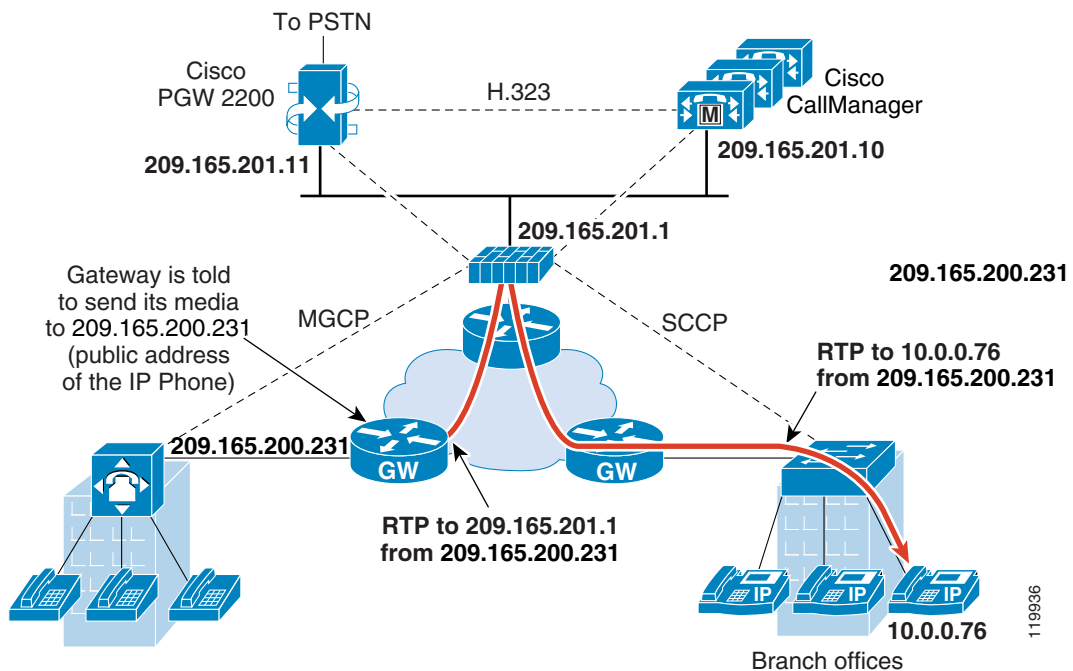 To PSTN
Cisco
PGW 2200
H.323
Cisco
CallManager
M
209.165.201.11
209.165.201.10
209.165.201.1
Gateway is told
to send its media
to 209.165.200.231
(public address
of the IP Phone)
MGCP
SCCP
209.165.200.231
RTP to 10.0.0.76
from 209.165.200.231
209.165.200.231
GW
GW
RTP to 209.165.201.1
from 209.165.200.231
IP
IP
IP
10.0.0.76
Branch offices
119936